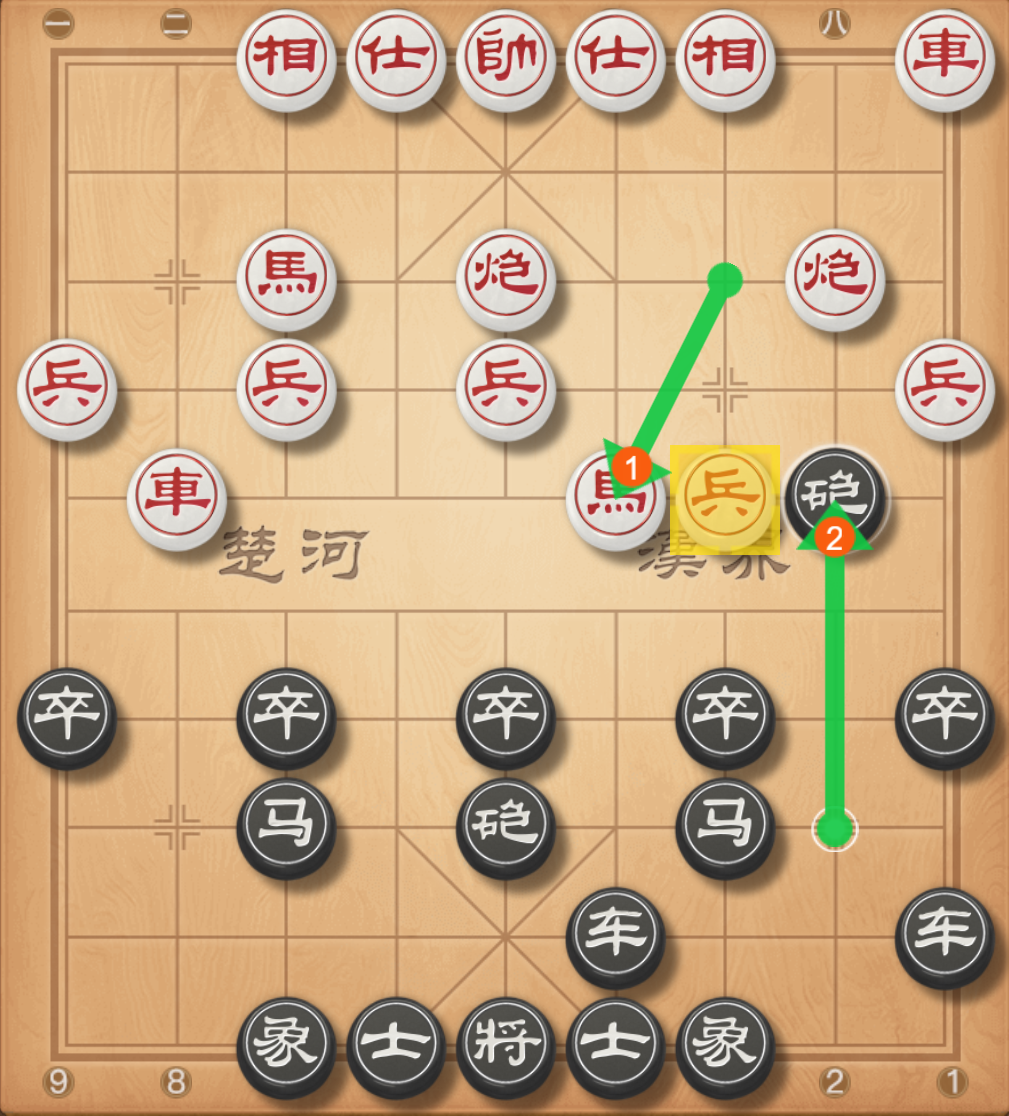 一 二 八
相 仕 帥 仕 相 車
馬 炮 炮
兵 兵 兵 兵
車 馬 兵 砲
1
2
楚河 漢界
卒 卒 卒 卒 卒
马 砲 马
车 车
象 士 将 士 象
9 8 2 1